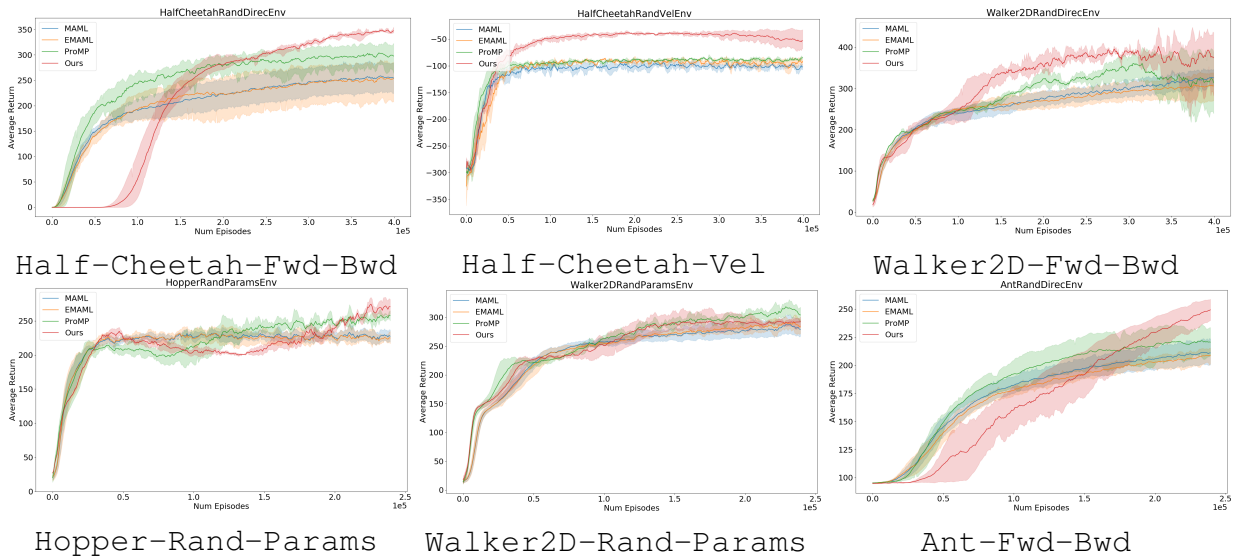 HalfCheetahRandDirecEnv
MAML
EMAML
ProMP
Ours
350
300
250
200
150
100
50
0
Average Return
0.0 0.5 1.0 1.5 2.0 2.5 3.0 3.5 4.0
1e5
Num Episodes
Half-Cheetah-Fwd-Bwd
HalfCheetahRandVelEnv
MAML
EMAML
ProMP
Ours
−50
−100
−150
−200
−250
−300
−350
Average Return
0.0 0.5 1.0 1.5 2.0 2.5 3.0 3.5 4.0
1e5
Num Episodes
Half-Cheetah-Vel
Walker2DRandDirecEnv
MAML
EMAML
ProMP
Ours
400
300
200
100
0
Average Return
0.0 0.5 1.0 1.5 2.0 2.5 3.0 3.5 4.0
1e5
Num Episodes
Walker2D-Fwd-Bwd
HopperRandParamsEnv
MAML
EMAML
ProMP
Ours
250
200
150
100
50
0
Average Return
0.0 0.5 1.0 1.5 2.0 2.5
1e5
Num Episodes
Hopper-Rand-Params
Walker2DRandParamsEnv
MAML
EMAML
ProMP
Ours
350
300
250
200
150
100
50
0
Average Return
0.0 0.5 1.0 1.5 2.0 2.5
1e5
Num Episodes
Walker2D-Rand-Params
AntRandDirecEnv
MAML
EMAML
ProMP
Ours
250
225
200
175
150
125
100
Average Return
0.0 0.5 1.0 1.5 2.0 2.5
1e5
Num Episodes
Ant-Fwd-Bwd